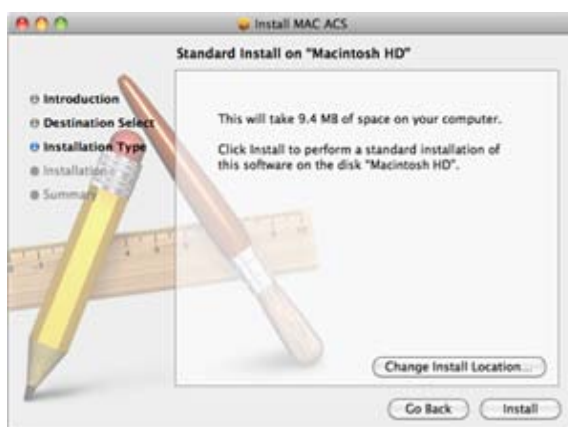 Install MAC ACS
Standard Install on "Macintosh HD"
Introduction
Destination Select
Installation Type
Installation
Summary
This will take 9.4 MB of space on your computer.
Click Install to perform a standard installation of
this software on the disk "Macintosh HD".
Change Install Location...
Go Back
Install